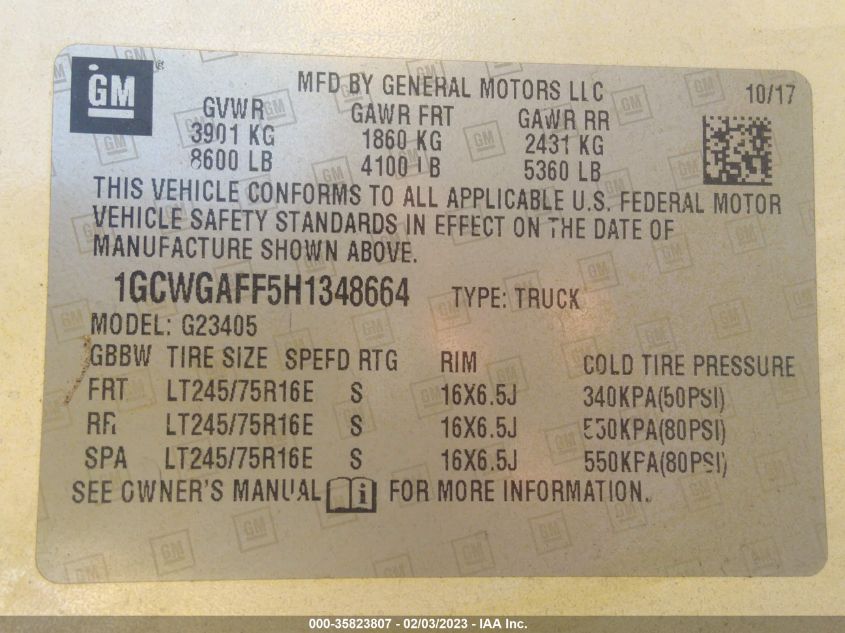 GM ® MFD BY GENERAL MOTORS LLC 10/17
GVWR GAWR FRT GAWR RR
3901 KG 1860 KG 2431 KG
8600 LB 4100 LB 5360 LB
THIS VEHICLE CONFORMS TO ALL APPLICABLE U.S. FEDERAL MOTOR
VEHICLE SAFETY STANDARDS IN EFFECT ON THE DATE OF
MANUFACTURE SHOWN ABOVE.
1GCWGAFF5H1348664 TYPE: TRUCK
MODEL: G23405
GBBW TIRE SIZE SPEED RTG RIM COLD TIRE PRESSURE
FRT LT245/75R16E S 16X6.5J 340KPA(50PSI)
RR LT245/75R16E S 16X6.5J 550KPA(80PSI)
SPA LT245/75R16E S 16X6.5J 550KPA(80PSI)
SEE OWNER'S MANUAL i FOR MORE INFORMATION.
000-35823807 - 02/03/2023 - IAA Inc.